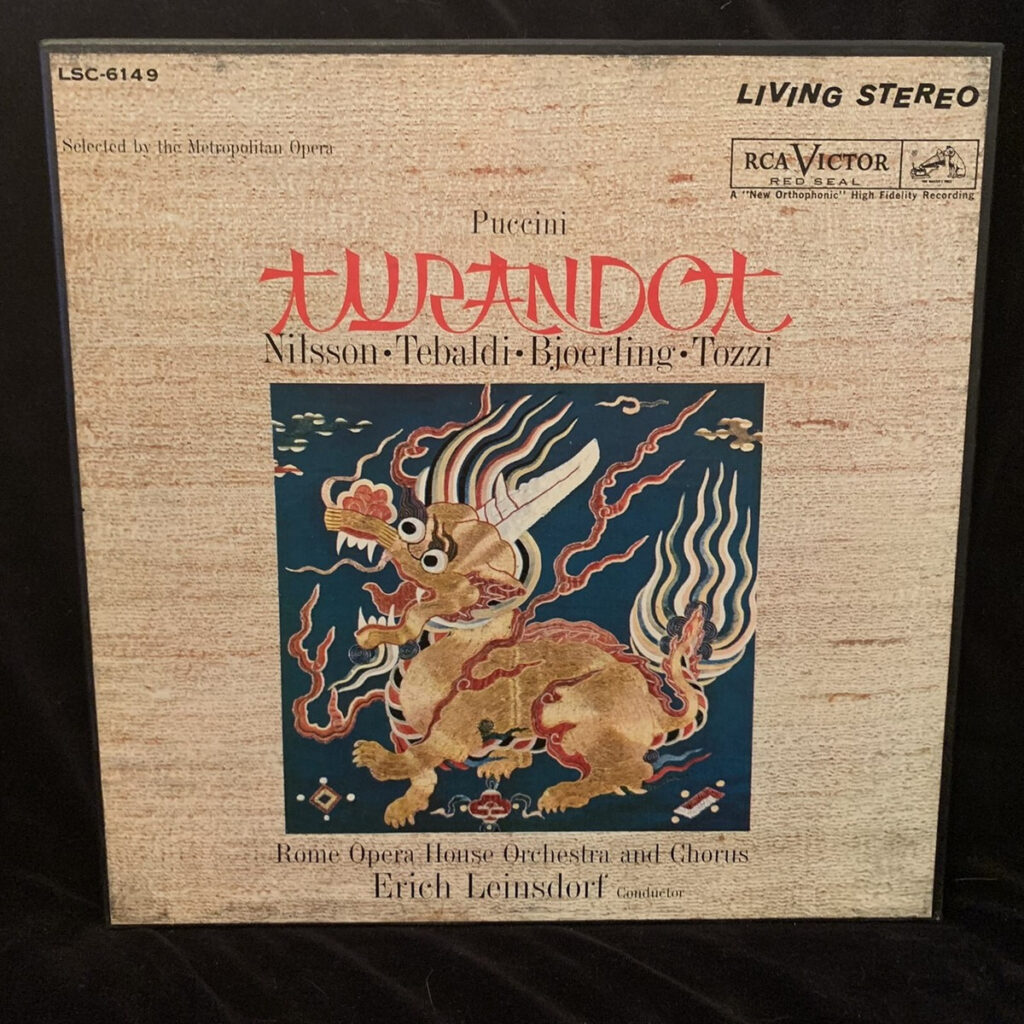 LSC-6149
LIVING STEREO
Selected by the Metropolitan Opera
RCA VICTOR
RED SEAL
A "New Orthophonic" High Fidelity Recording
Puccini
TURANDOT
Nilsson • Tebaldi • Bjoerling • Tozzi
Rome Opera House Orchestra and Chorus
Erich Leinsdorf Conductor